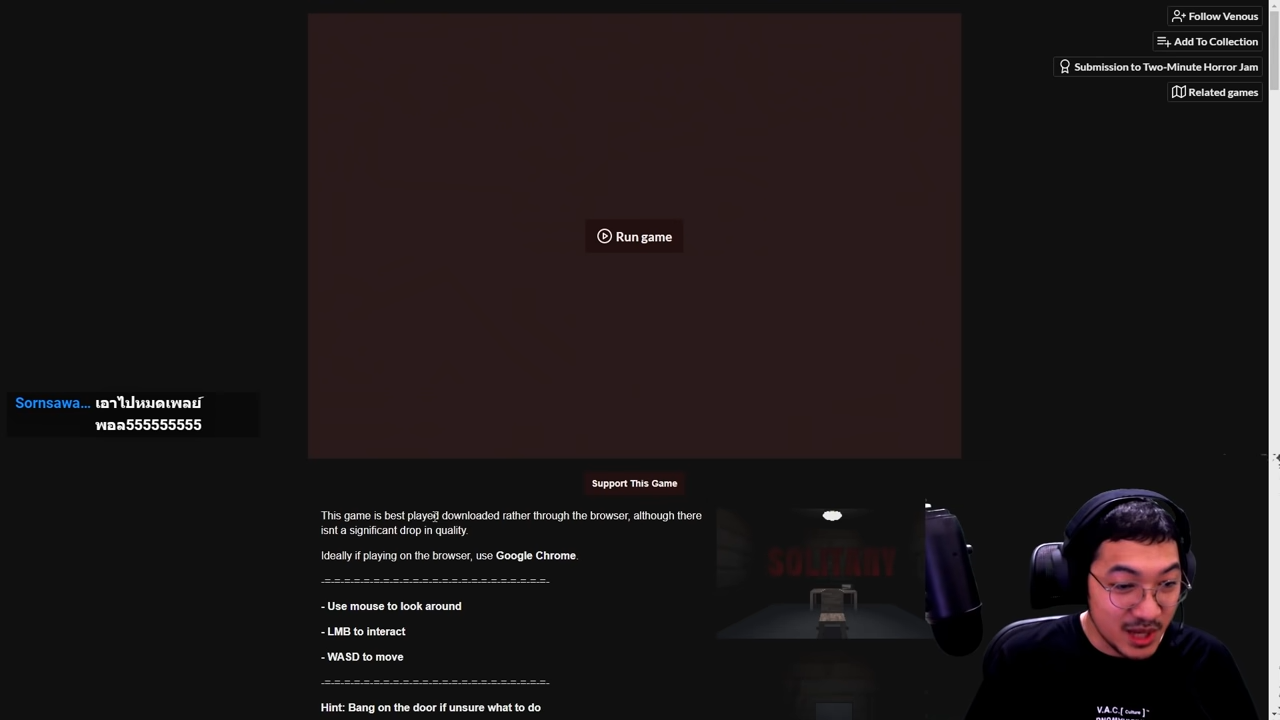 Follow Venous
Add To Collection
Submission to Two-Minute Horror Jam
Related games
Run game
Sornsawa... เอาไปหมดเพลย์
พอล555555555
Support This Game
This game is best played downloaded rather through the browser, although there
isnt a significant drop in quality.
Ideally if playing on the browser, use Google Chrome.
-=-=-=-=-=-=-=-=-=-=-=-=-=-=-=-=-=-=-=-=-=-=-
SOLITARY
- Use mouse to look around
- LMB to interact
- WASD to move
-=-=-=-=-=-=-=-=-=-=-=-=-=-=-=-=-=-=-=-=-=-=-
Hint: Bang on the door if unsure what to do
V.A.C.[ Culture ]™